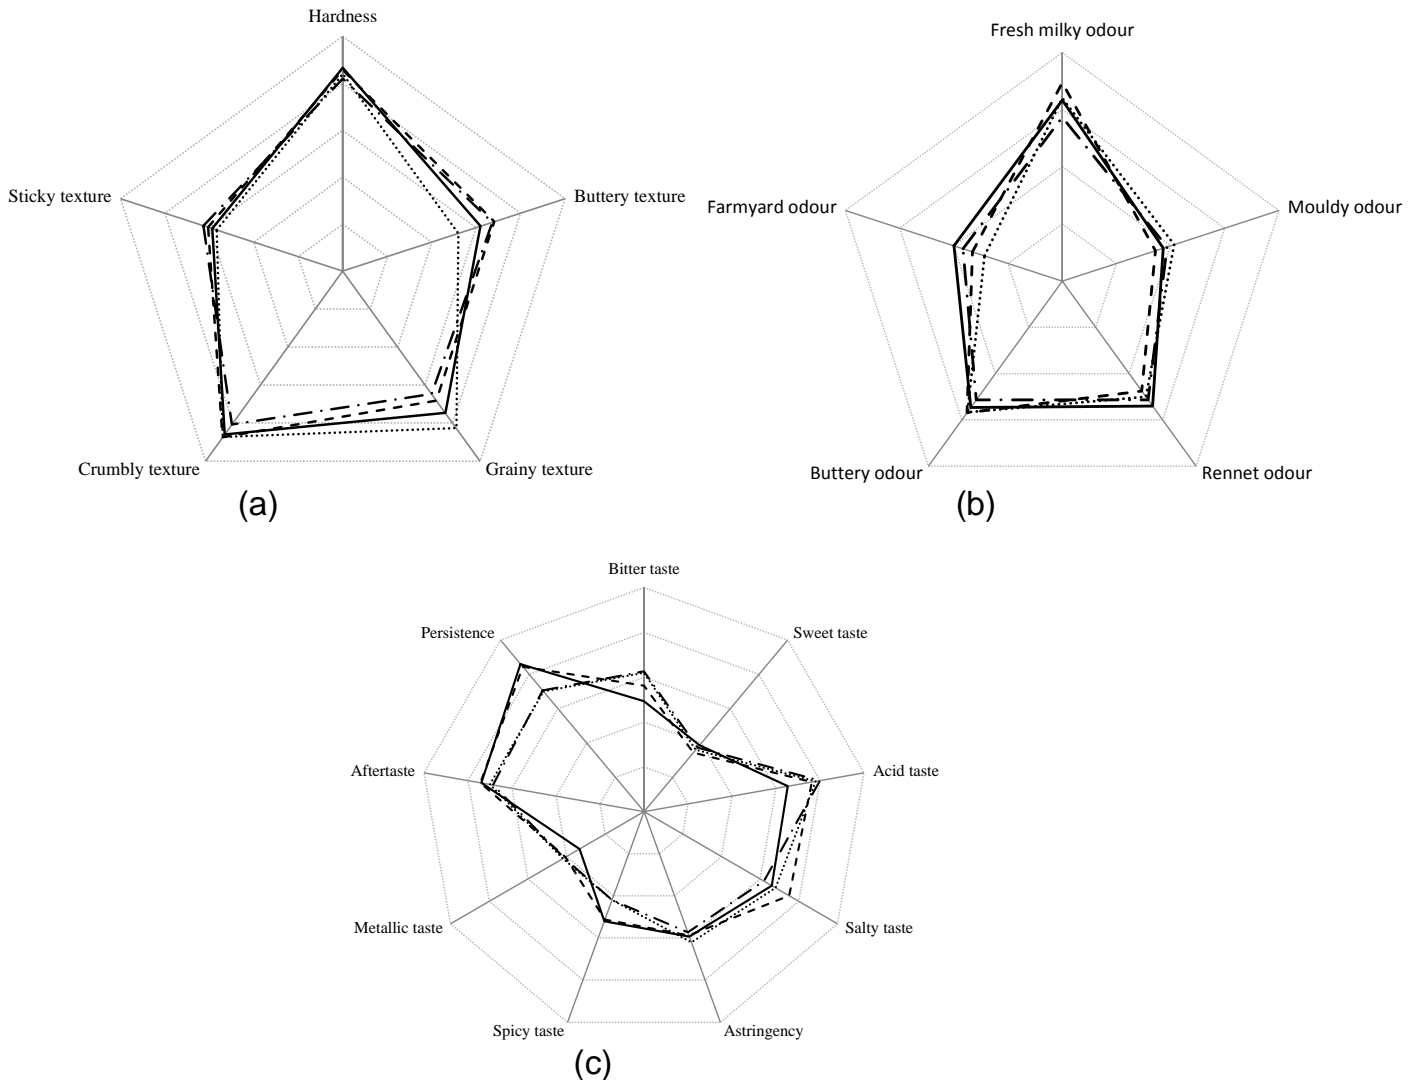 Hardness
Sticky texture
Buttery texture
Crumbly texture
Grainy texture
(a)
Fresh milky odour
Farmyard odour
Mouldy odour
Buttery odour
Rennet odour
(b)
Bitter taste
Persistence
Sweet taste
Aftertaste
Acid taste
Metallic taste
Salty taste
Spicy taste
Astringency
(c)